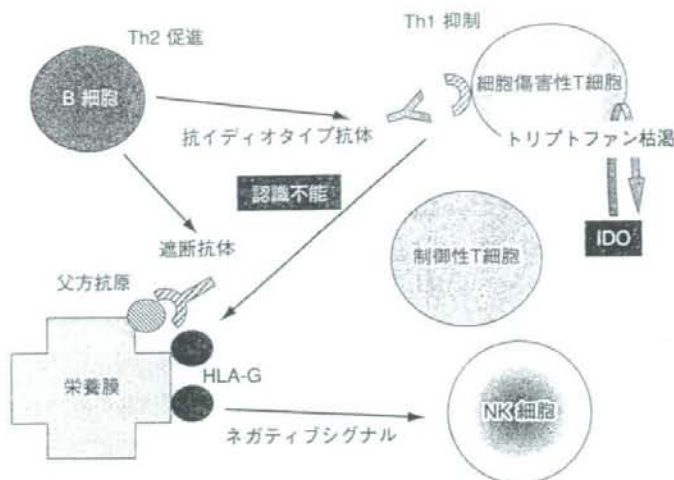 Th2 促進
Th1 抑制
B 細胞
細胞傷害性T細胞
抗イディオタイプ抗体
トリプトファン枯渇
認識不能
IDO
遮断抗体
制御性T細胞
父方抗原
栄養膜
HLA-G
NK 細胞
ネガティブシグナル